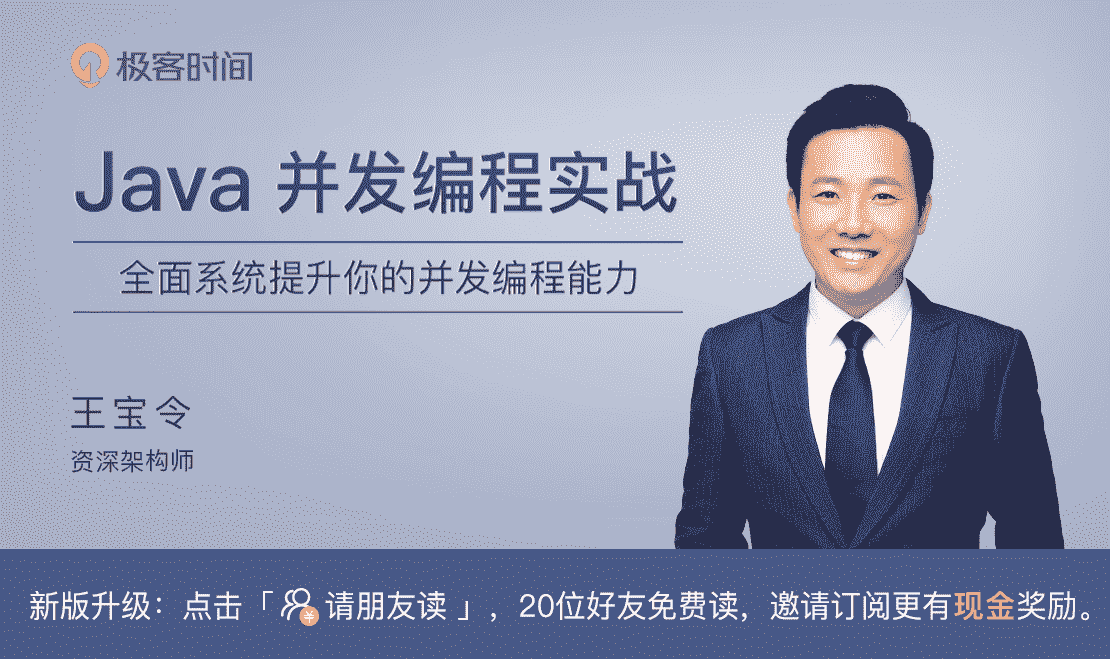 极客时间
Java 并发编程实战
全面系统提升你的并发编程能力
王宝令
资深架构师
新版升级：点击「 请朋友读 」，20位好友免费读，邀请订阅更有现金奖励。